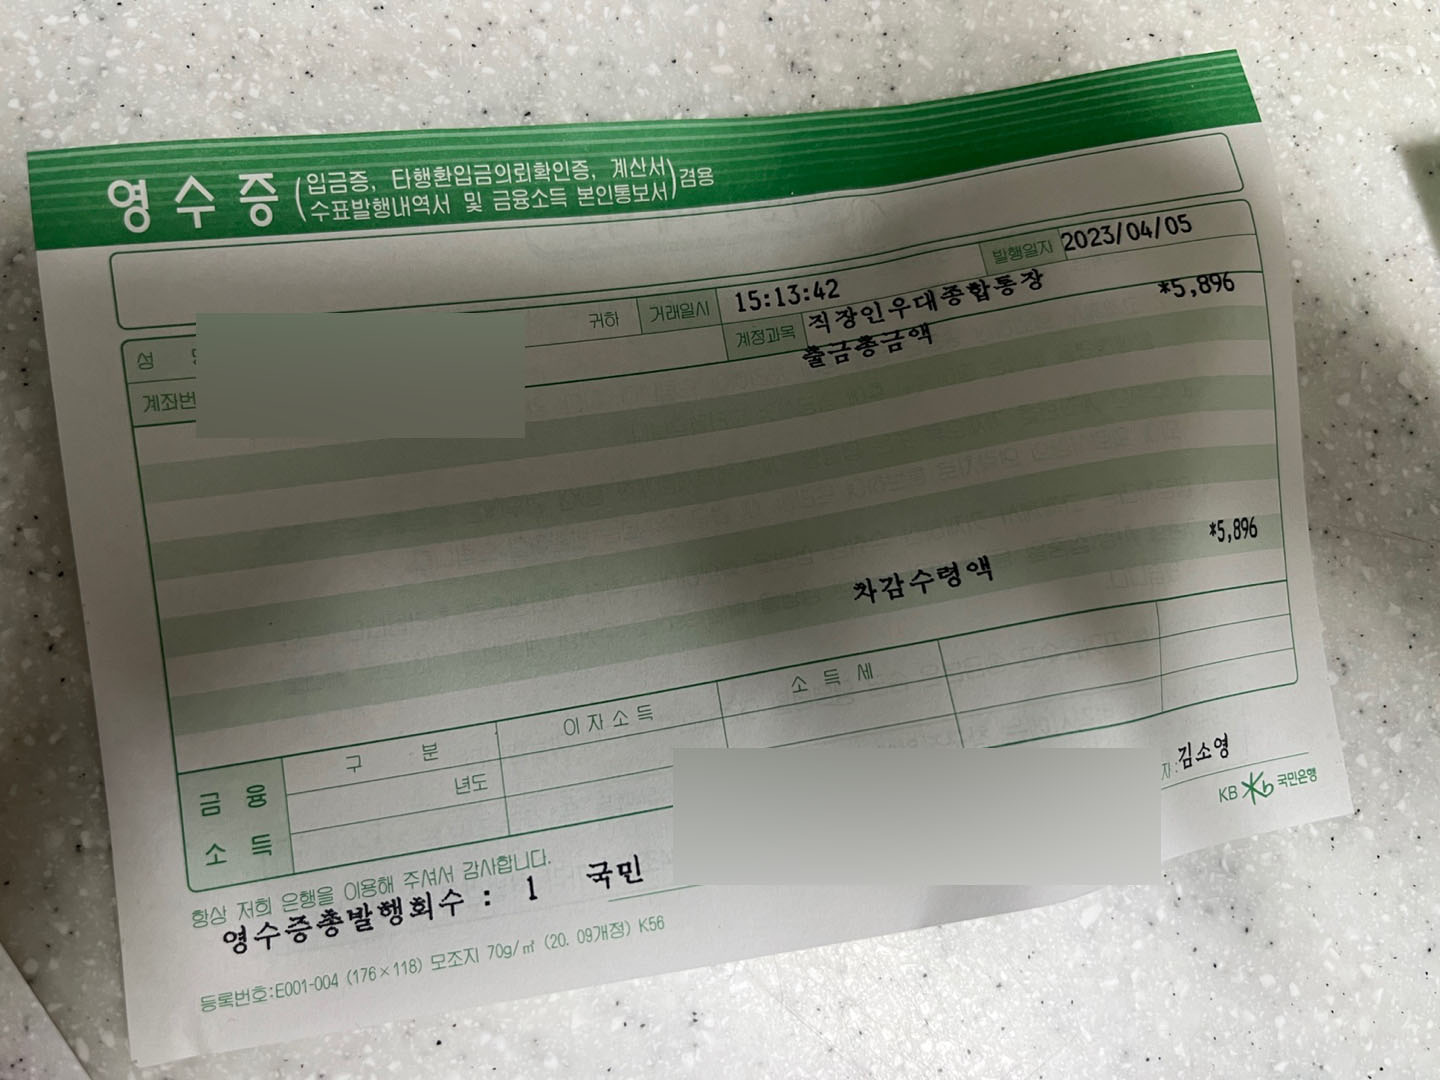 영수증 (입금증, 타행환입금의뢰확인증, 계산서
수표발행내역서 및 금융소득 본인통보서) 겸용
발행일자 2023/04/05
귀하 거래일시 15:13:42
성
계정과목 직장인우대종합통장 *5,896
출금총금액
계좌번
*5,896
차감수령액
금융
소득
구 분 이자소득 소득세
년도
자:김소영
KB 국민은행
항상 저희 은행을 이용해 주셔서 감사합니다.
영수증총발행회수 : 1 국민
등록번호:E001-004 (176×118) 모조지 70g/㎡ (20. 09개정) K56